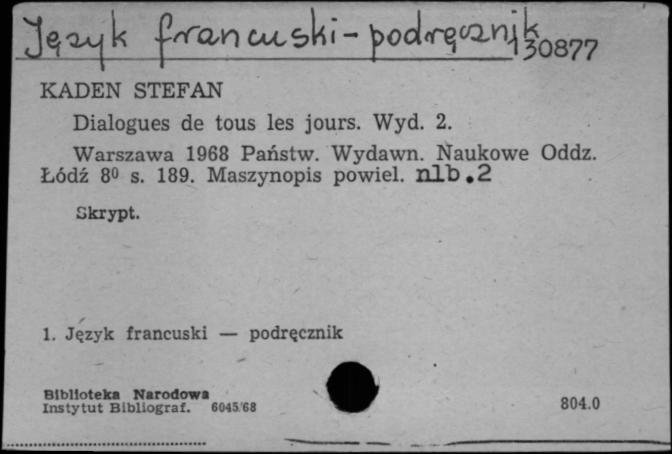 Język francuski - podręcznik
130877
KADEN STEFAN
Dialogues de tous les jours. Wyd. 2.
Warszawa 1968 Państw. Wydawn. Naukowe Oddz.
Łódź 8⁰ s. 189. Maszynopis powiel. nlb.2
Skrypt.
1. Język francuski — podręcznik
Biblioteka Narodowa
Instytut Bibliograf. 6045/68
804.0